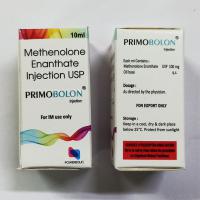 10ml
Methenolone
Enanthate
Injection USP
PRIMOBOLON®
Injection
For IM use only
PRIMOBOLON®
Injection
Each ml Contains :
Methenolone Enanthate USP 100 mg
Oil base q.s.
Dosage :
As directed by the physician.
FOR EXPORT ONLY
Storage :
Keep in a cool, dry & dark place
below 25°C. Protect from sunlight